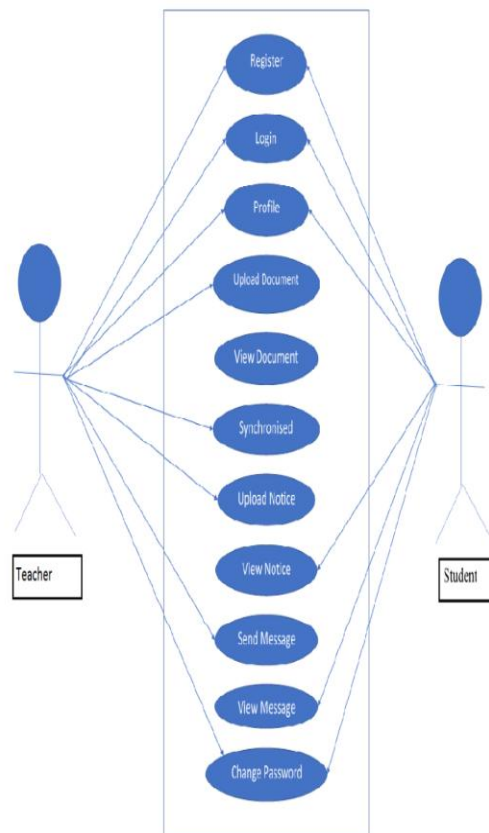 Register
Login
Profile
Upload Document
View Document
Synchronised
Upload Notice
View Notice
Send Message
View Message
Change Password
Teacher
Student